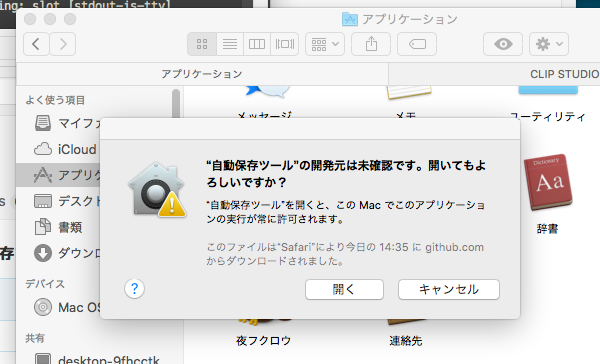 ing: slot [stdout-is-tty]
アプリケーション
アプリケーション
CLIP STUDIO
よく使う項目
マイファ
メッセージ
メモ
ユーティリティ
iCloud
アプリケ
デスクト
書類
ダウンロ
デバイス
Mac OS
共有
desktop-9fhcctk
“自動保存ツール”の開発元は未確認です。開いてもよ
ろしいですか？
“自動保存ツール”を開くと、この Mac でこのアプリケーション
の実行が常に許可されます。
このファイルは“Safari”により今日の 14:35 に github.com
からダウンロードされました。
?
開く
キャンセル
Dictionary
Aa
辞書
夜フクロウ
連絡先
存